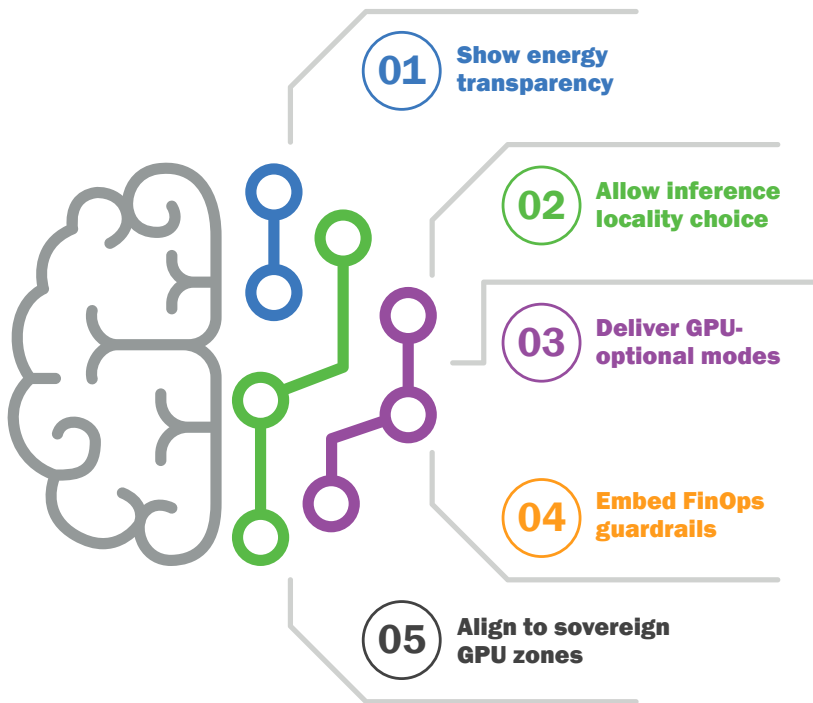 01
Show energy
transparency
02
Allow inference
locality choice
03
Deliver GPU-
optional modes
04
Embed FinOps
guardrails
05
Align to sovereign
GPU zones